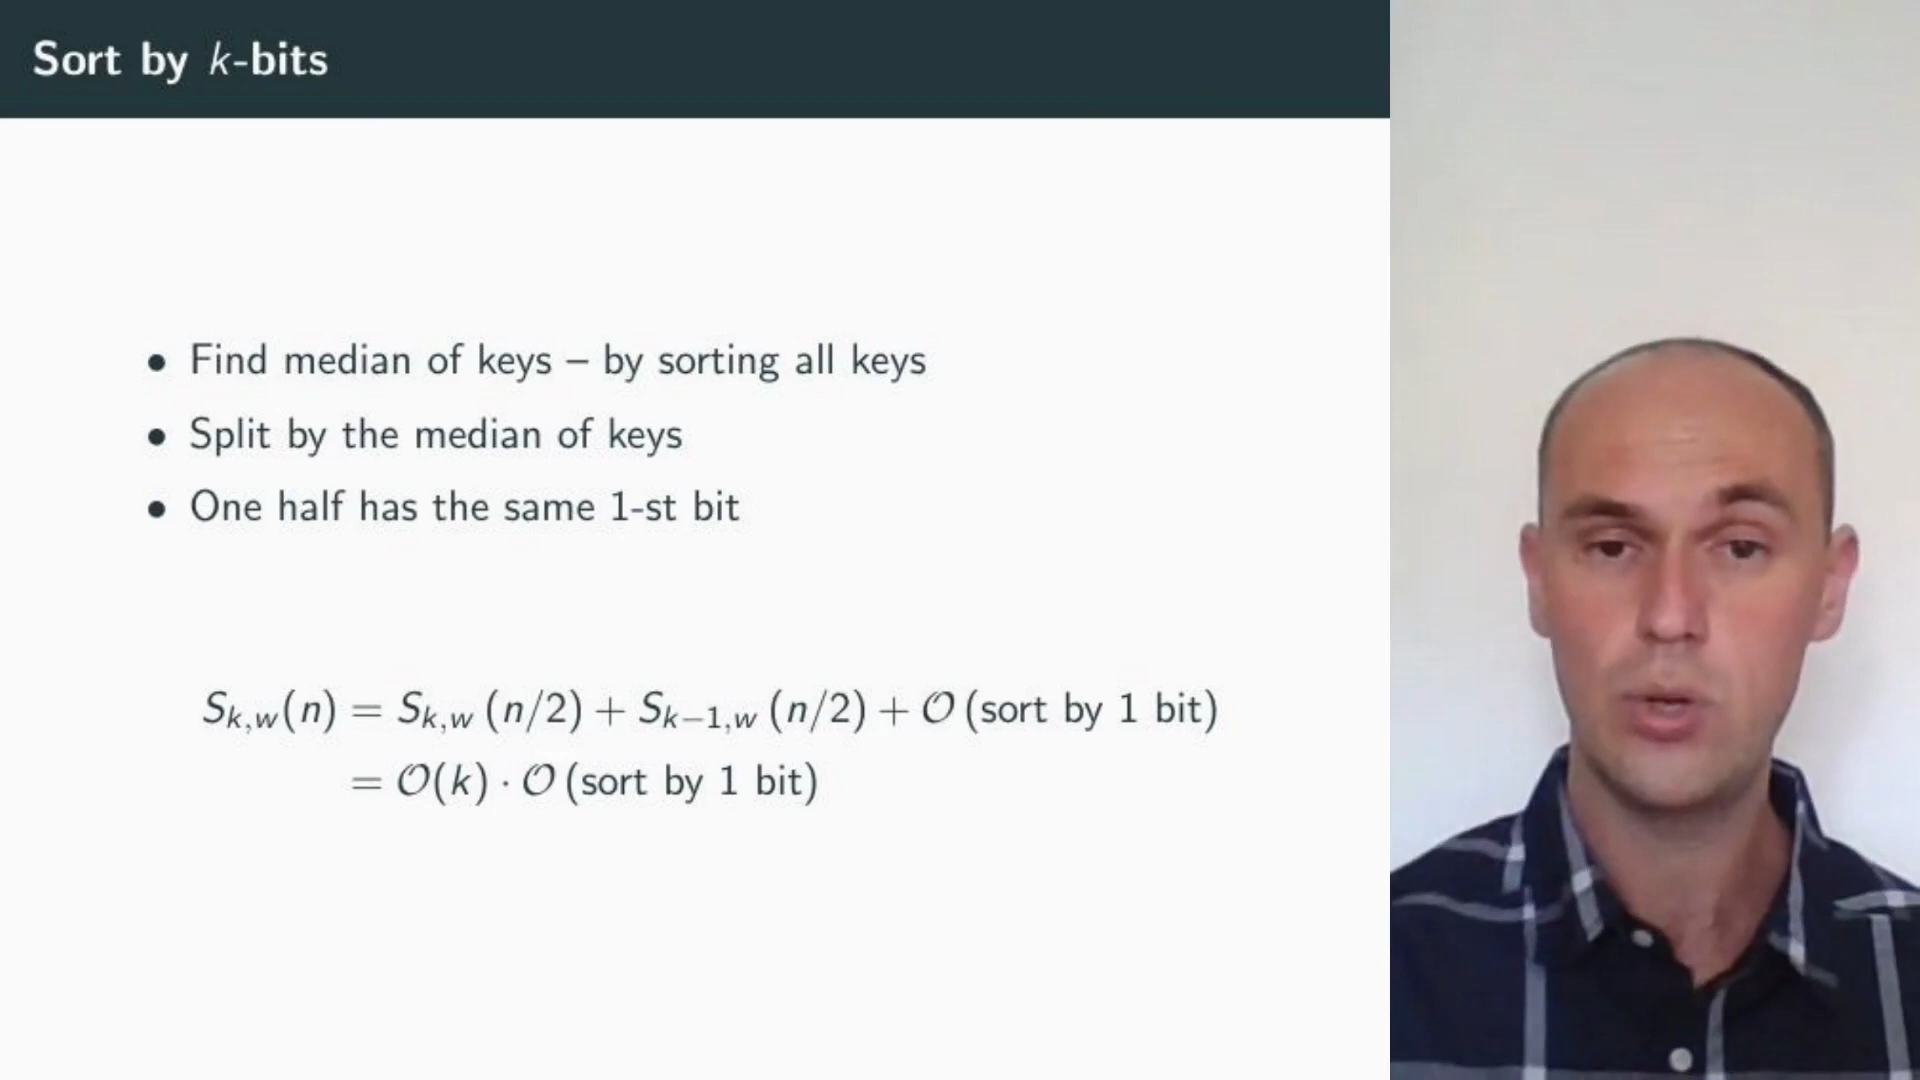 Sort by k-bits
• Find median of keys – by sorting all keys
• Split by the median of keys
• One half has the same 1-st bit
S_{k,w}(n) = S_{k,w} (n/2) + S_{k−1,w} (n/2) + O (sort by 1 bit)
= O(k) · O (sort by 1 bit)